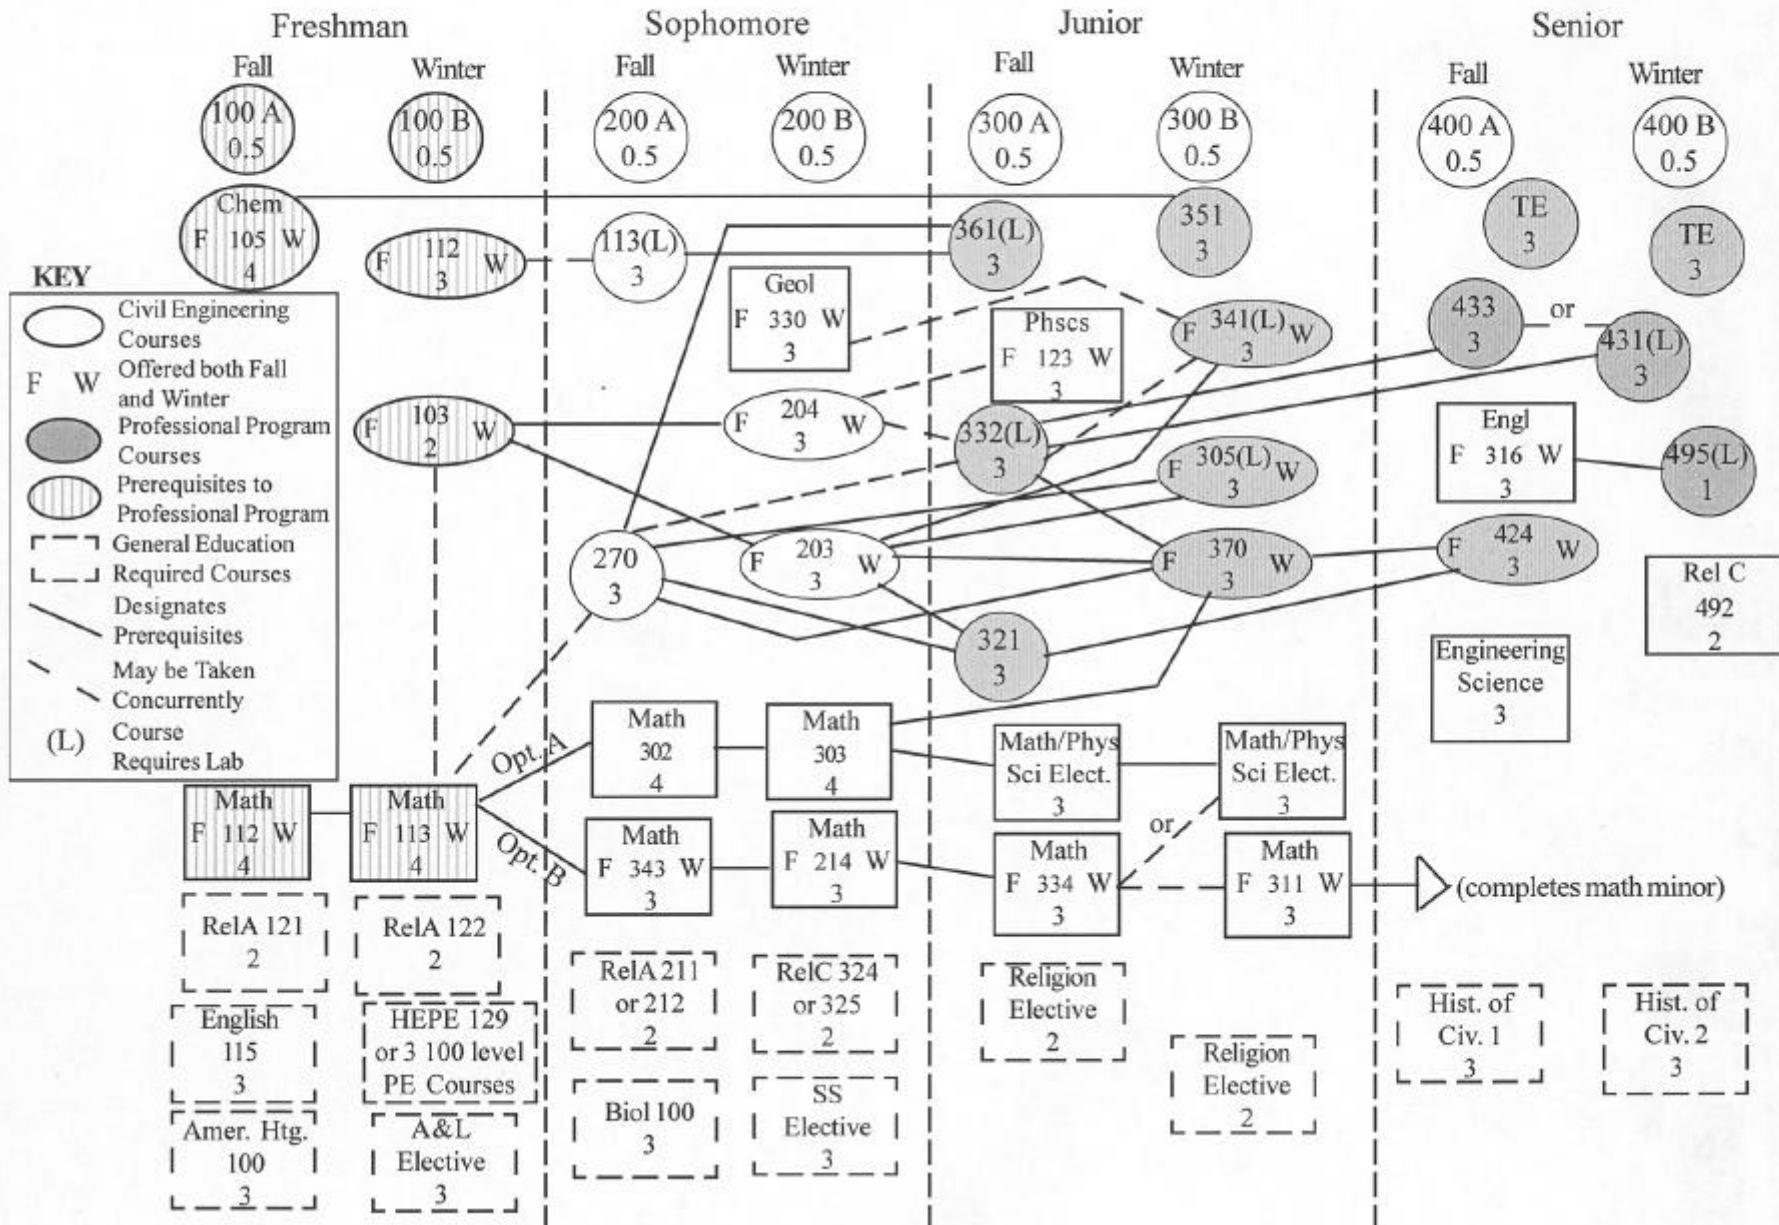 Freshman
Sophomore
Junior
Senior
Fall
Winter
Fall
Winter
Fall
Winter
Fall
Winter
100 A
0.5
100 B
0.5
200 A
0.5
200 B
0.5
300 A
0.5
300 B
0.5
400 A
0.5
400 B
0.5
Chem
F 105 W
4
112
F W
3
113(L)
3
361(L)
3
351
3
TE
3
TE
3
KEY
Civil Engineering
Courses
F W
Offered both Fall
and Winter
Professional Program
Courses
Prerequisites to
Professional Program
General Education
Required Courses
Designates
Prerequisites
May be Taken
Concurrently
(L)
Course
Requires Lab
Geol
F 330 W
3
Phscs
F 123 W
3
F 341(L) W
3
433
3
or
431(L)
3
F 103 W
2
204
F W
3
332(L)
3
F 305(L) W
3
Engl
F 316 W
3
495(L)
1
270
3
F 203 W
3
F 370 W
3
F 424 W
3
Rel C
492
2
321
3
Engineering
Science
3
Opt. A
Math
302
4
Math
303
4
Math/Phys
Sci Elect.
3
Math/Phys
Sci Elect.
3
Math
F 112 W
4
Math
F 113 W
4
Opt. B
Math
F 343 W
3
Math
F 214 W
3
or
Math
F 334 W
3
Math
F 311 W
3
(completes math minor)
RelA 121
2
RelA 122
2
RelA 211
or 212
2
RelC 324
or 325
2
Religion
Elective
2
Religion
Elective
2
Hist. of
Civ. 1
3
Hist. of
Civ. 2
3
English
115
3
HEPE 129
or 3 100 level
PE Courses
Biol 100
3
SS
Elective
3
Amer. Htg.
100
3
A&L
Elective
3